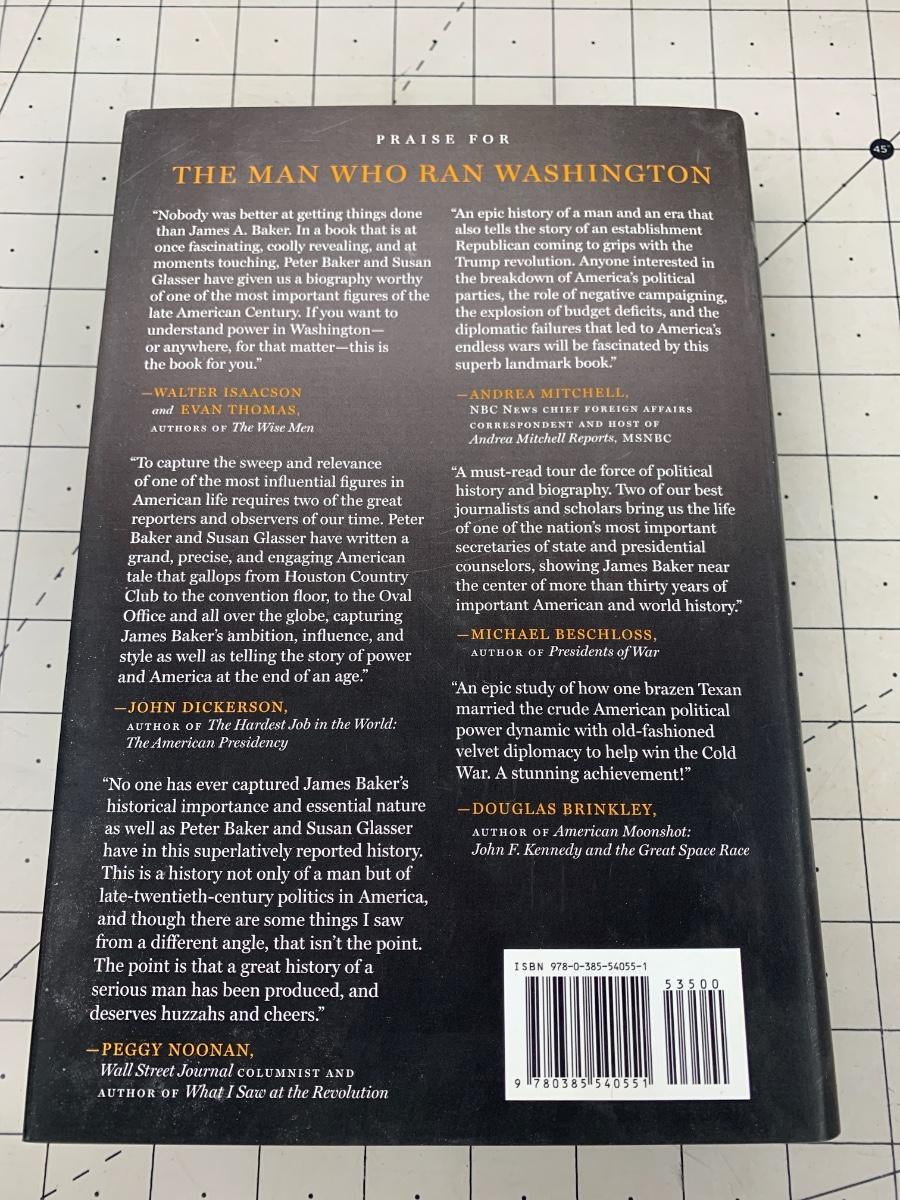 PRAISE FOR
THE MAN WHO RAN WASHINGTON
“Nobody was better at getting things done
than James A. Baker. In a book that is at
once fascinating, coolly revealing, and at
moments touching, Peter Baker and Susan
Glasser have given us a biography worthy
of one of the most important figures of the
late American Century. If you want to
understand power in Washington—
or anywhere, for that matter—this is
the book for you.”
—WALTER ISAACSON
and EVAN THOMAS,
AUTHORS OF The Wise Men
“To capture the sweep and relevance
of one of the most influential figures in
American life requires two of the great
reporters and observers of our time. Peter
Baker and Susan Glasser have written a
grand, precise, and engaging American
tale that gallops from Houston Country
Club to the convention floor, to the Oval
Office and all over the globe, capturing
James Baker’s ambition, influence, and
style as well as telling the story of power
and America at the end of an age.”
—JOHN DICKERSON,
AUTHOR OF The Hardest Job in the World:
The American Presidency
“No one has ever captured James Baker’s
historical importance and essential nature
as well as Peter Baker and Susan Glasser
have in this superlatively reported history.
This is a history not only of a man but of
late-twentieth-century politics in America,
and though there are some things I saw
from a different angle, that isn’t the point.
The point is that a great history of a
serious man has been produced, and
deserves huzzahs and cheers.”
—PEGGY NOONAN,
Wall Street Journal COLUMNIST AND
AUTHOR OF What I Saw at the Revolution
“An epic history of a man and an era that
also tells the story of an establishment
Republican coming to grips with the
Trump revolution. Anyone interested in
the breakdown of America’s political
parties, the role of negative campaigning,
the explosion of budget deficits, and the
diplomatic failures that led to America’s
endless wars will be fascinated by this
superb landmark book.”
—ANDREA MITCHELL,
NBC NEWS CHIEF FOREIGN AFFAIRS
CORRESPONDENT AND HOST OF
Andrea Mitchell Reports, MSNBC
“A must-read tour de force of political
history and biography. Two of our best
journalists and scholars bring us the life
of one of the nation’s most important
secretaries of state and presidential
counselors, showing James Baker near
the center of more than thirty years of
important American and world history.”
—MICHAEL BESCHLOSS,
AUTHOR OF Presidents of War
“An epic study of how one brazen Texan
married the crude American political
power dynamic with old-fashioned
velvet diplomacy to help win the Cold
War. A stunning achievement!”
—DOUGLAS BRINKLEY,
AUTHOR OF American Moonshot:
John F. Kennedy and the Great Space Race
ISBN 978-0-385-54055-1
53500
9 780385 540551
45°